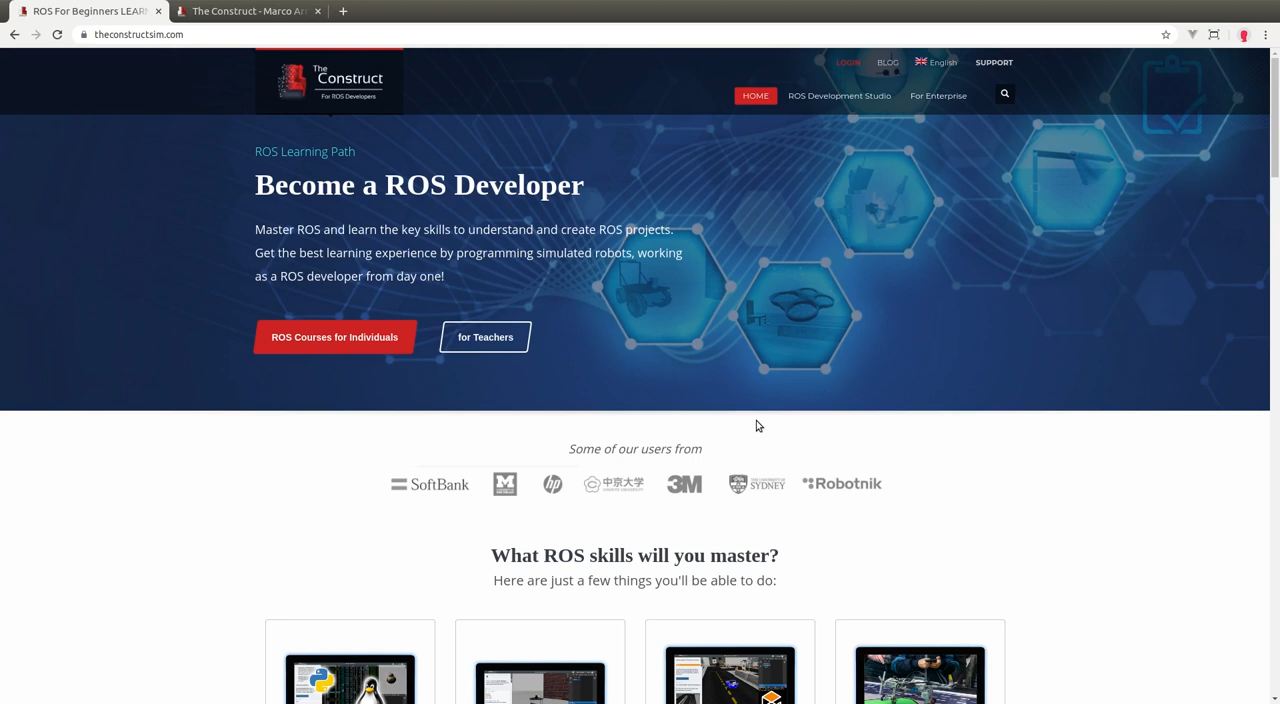 ROS For Beginners LEAR
The Construct - Marco Ar
theconstructsim.com
The
Construct
For ROS Developers
LOGIN
BLOG
English
SUPPORT
HOME
ROS Development Studio
For Enterprise
ROS Learning Path
Become a ROS Developer
Master ROS and learn the key skills to understand and create ROS projects.
Get the best learning experience by programming simulated robots, working
as a ROS developer from day one!
ROS Courses for Individuals
for Teachers
Some of our users from
SoftBank
M
hp
中京大学
3M
SYDNEY
Robotnik
What ROS skills will you master?
Here are just a few things you'll be able to do: